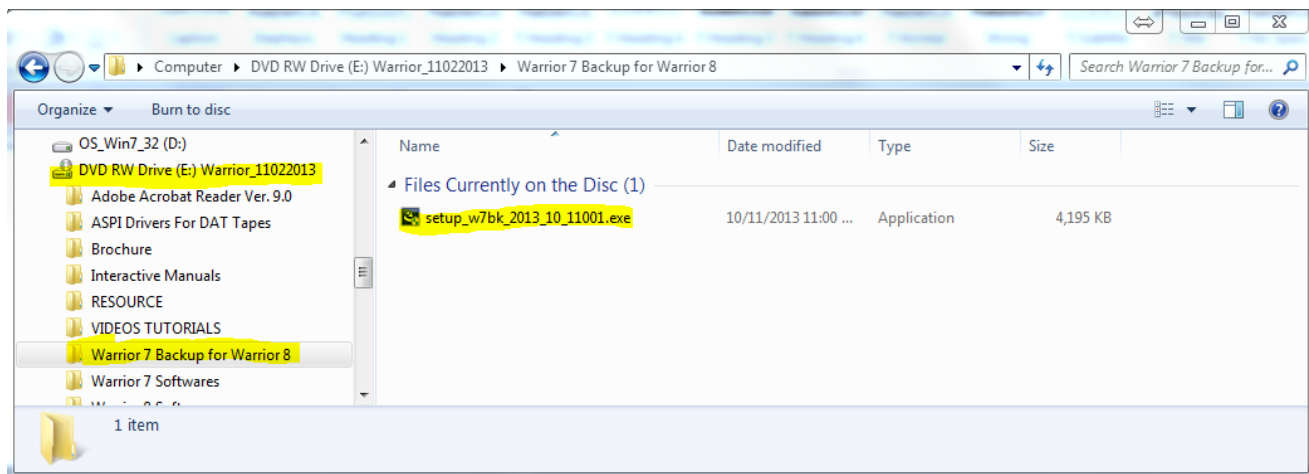 Computer ▸ DVD RW Drive (E:) Warrior_11022013 ▸ Warrior 7 Backup for Warrior 8
Search Warrior 7 Backup for...
Organize
Burn to disc
OS_Win7_32 (D:)
DVD RW Drive (E:) Warrior_11022013
Adobe Acrobat Reader Ver. 9.0
ASPI Drivers For DAT Tapes
Brochure
Interactive Manuals
RESOURCE
VIDEOS TUTORIALS
Warrior 7 Backup for Warrior 8
Warrior 7 Softwares
Name Date modified Type Size
Files Currently on the Disc (1)
setup_w7bk_2013_10_11001.exe 10/11/2013 11:00 ... Application 4,195 KB
1 item